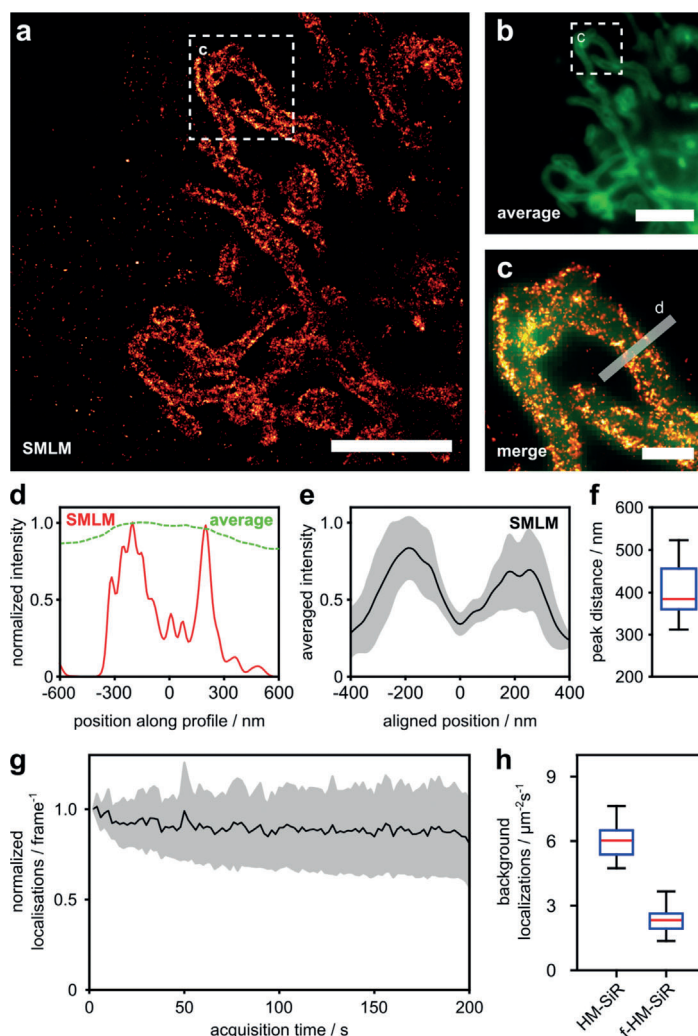 a
c
SMLM
b
c
average
c
d
merge
d
SMLM
average
normalized intensity
1.0
0.5
0
-600
-300
0
300
600
position along profile / nm
e
SMLM
averaged intensity
1.0
0.5
0
-400
-200
0
200
400
aligned position / nm
f
peak distance / nm
600
500
400
300
200
g
normalized
localisations / frame⁻¹
1.0
0.5
0
0
50
100
150
200
acquisition time / s
h
background
localizations / μm⁻²s⁻¹
9
6
3
0
HM-SiR
f-HM-SiR